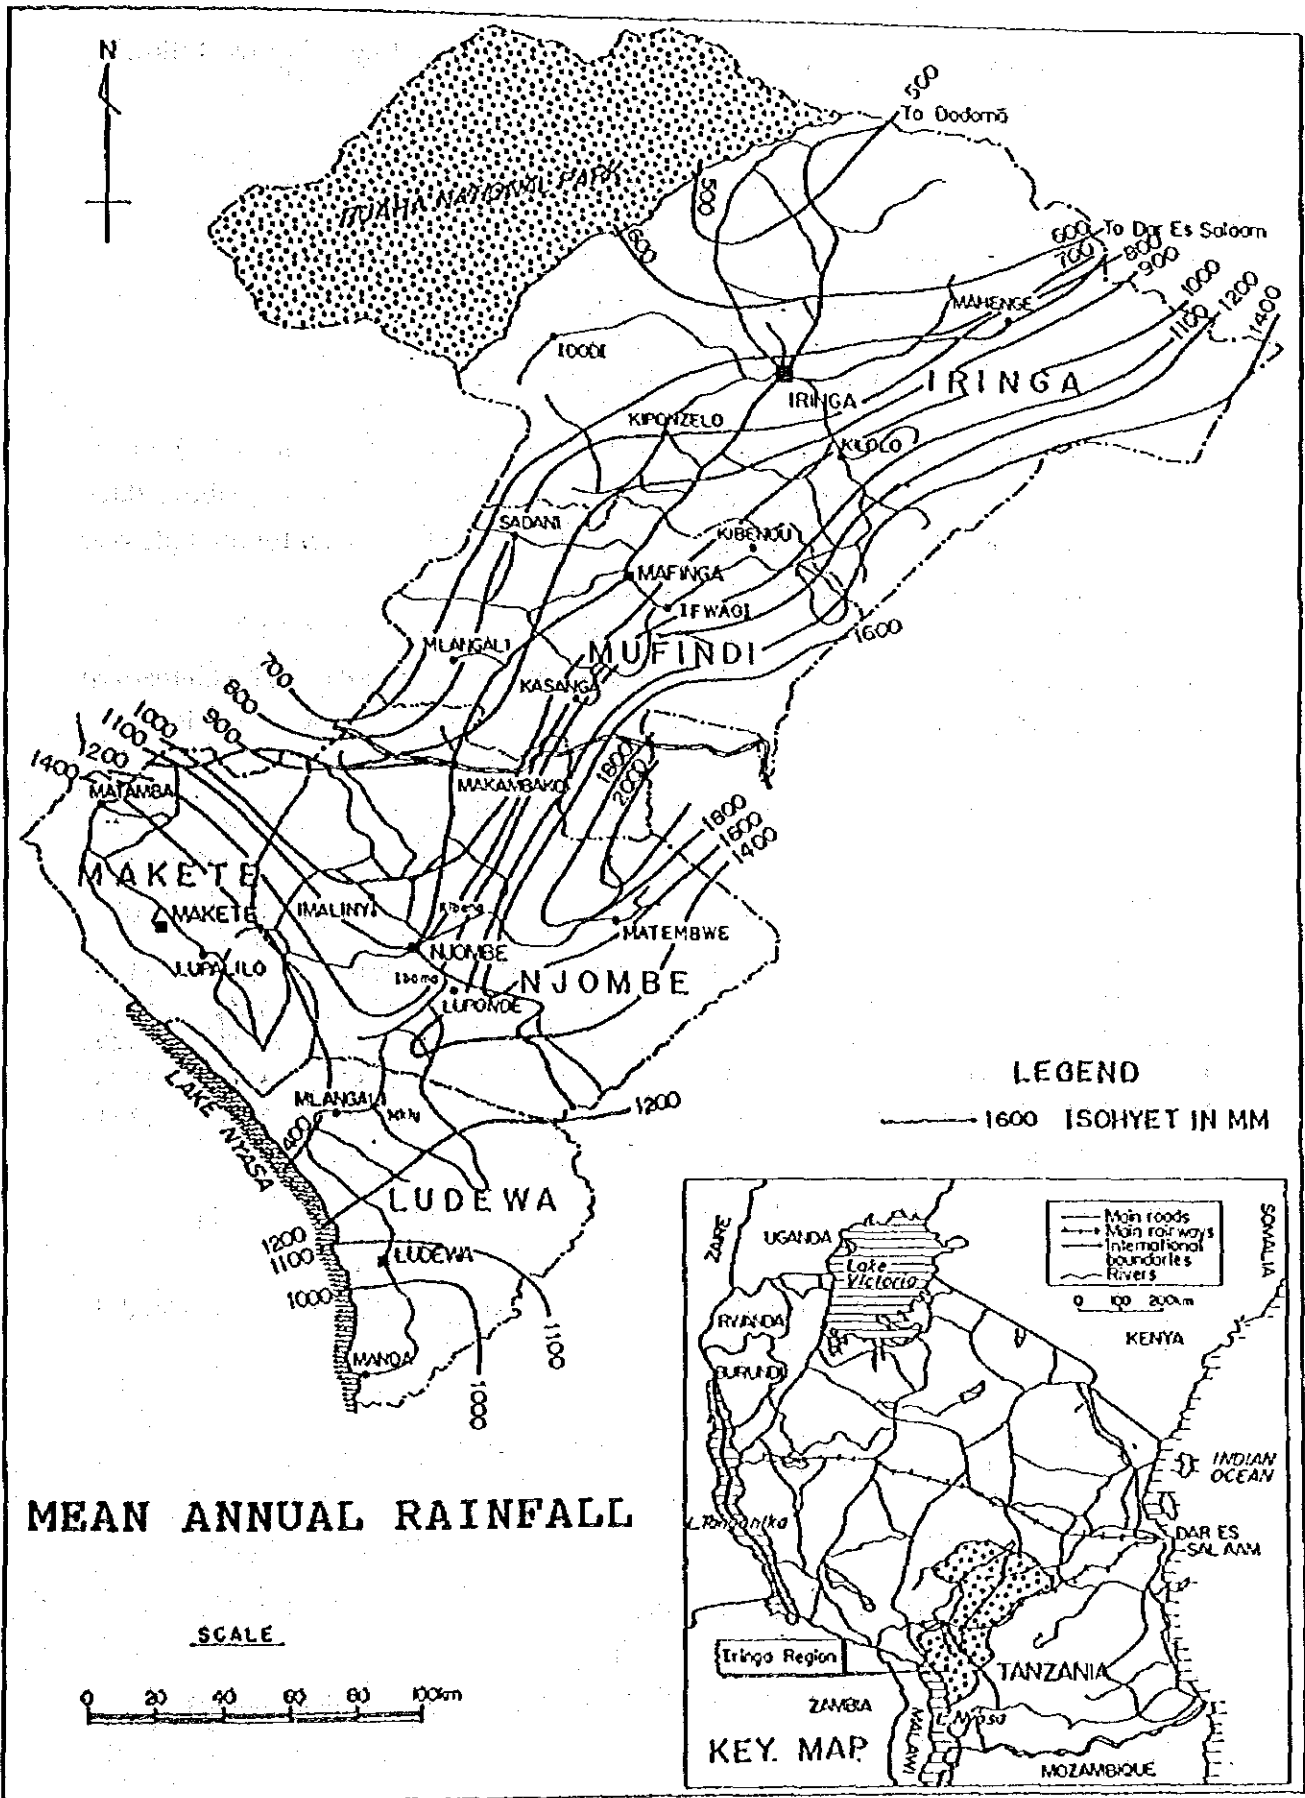 N
500
To Dodoma
RUAHA NATIONAL PARK
500
600
600
To Dar Es Salaam
700
800
900
1000
1100
1200
1400
MAHENGE
IDODI
IRINGA
IRINGA
KIPONZELO
KILOLO
SADANI
KIBENGU
MAFINGA
IFWAGI
1600
MLANGALI
MUFINDI
KASANGA
700
800
900
1000
1100
1200
1400
MATAMBA
MAKAMBAKO
1800
2000
1800
1600
1400
MAKETE
MAKETE
IMALINYI
Kibena
MATEMBWE
NJOMBE
LUPALILO
NJOMBE
LUPONDE
LAKE NYASA
MLANGALI
1400
1200
LUDEWA
1200
1100
LUDEWA
1000
MANDA
1100
1000
LEGEND
1600 ISOHYET IN MM
MEAN ANNUAL RAINFALL
SCALE
0 20 40 60 80 100km
ZAIRE
UGANDA
Lake
Victoria
Main roads
Main railways
International
boundaries
Rivers
0 100 200km
SOMALIA
RWANDA
KENYA
BURUNDI
INDIAN
OCEAN
L.Tanganika
DAR ES
SALAAM
Iringa Region
TANZANIA
ZAMBIA
MALAWI
L. Nyasa
KEY MAP
MOZAMBIQUE